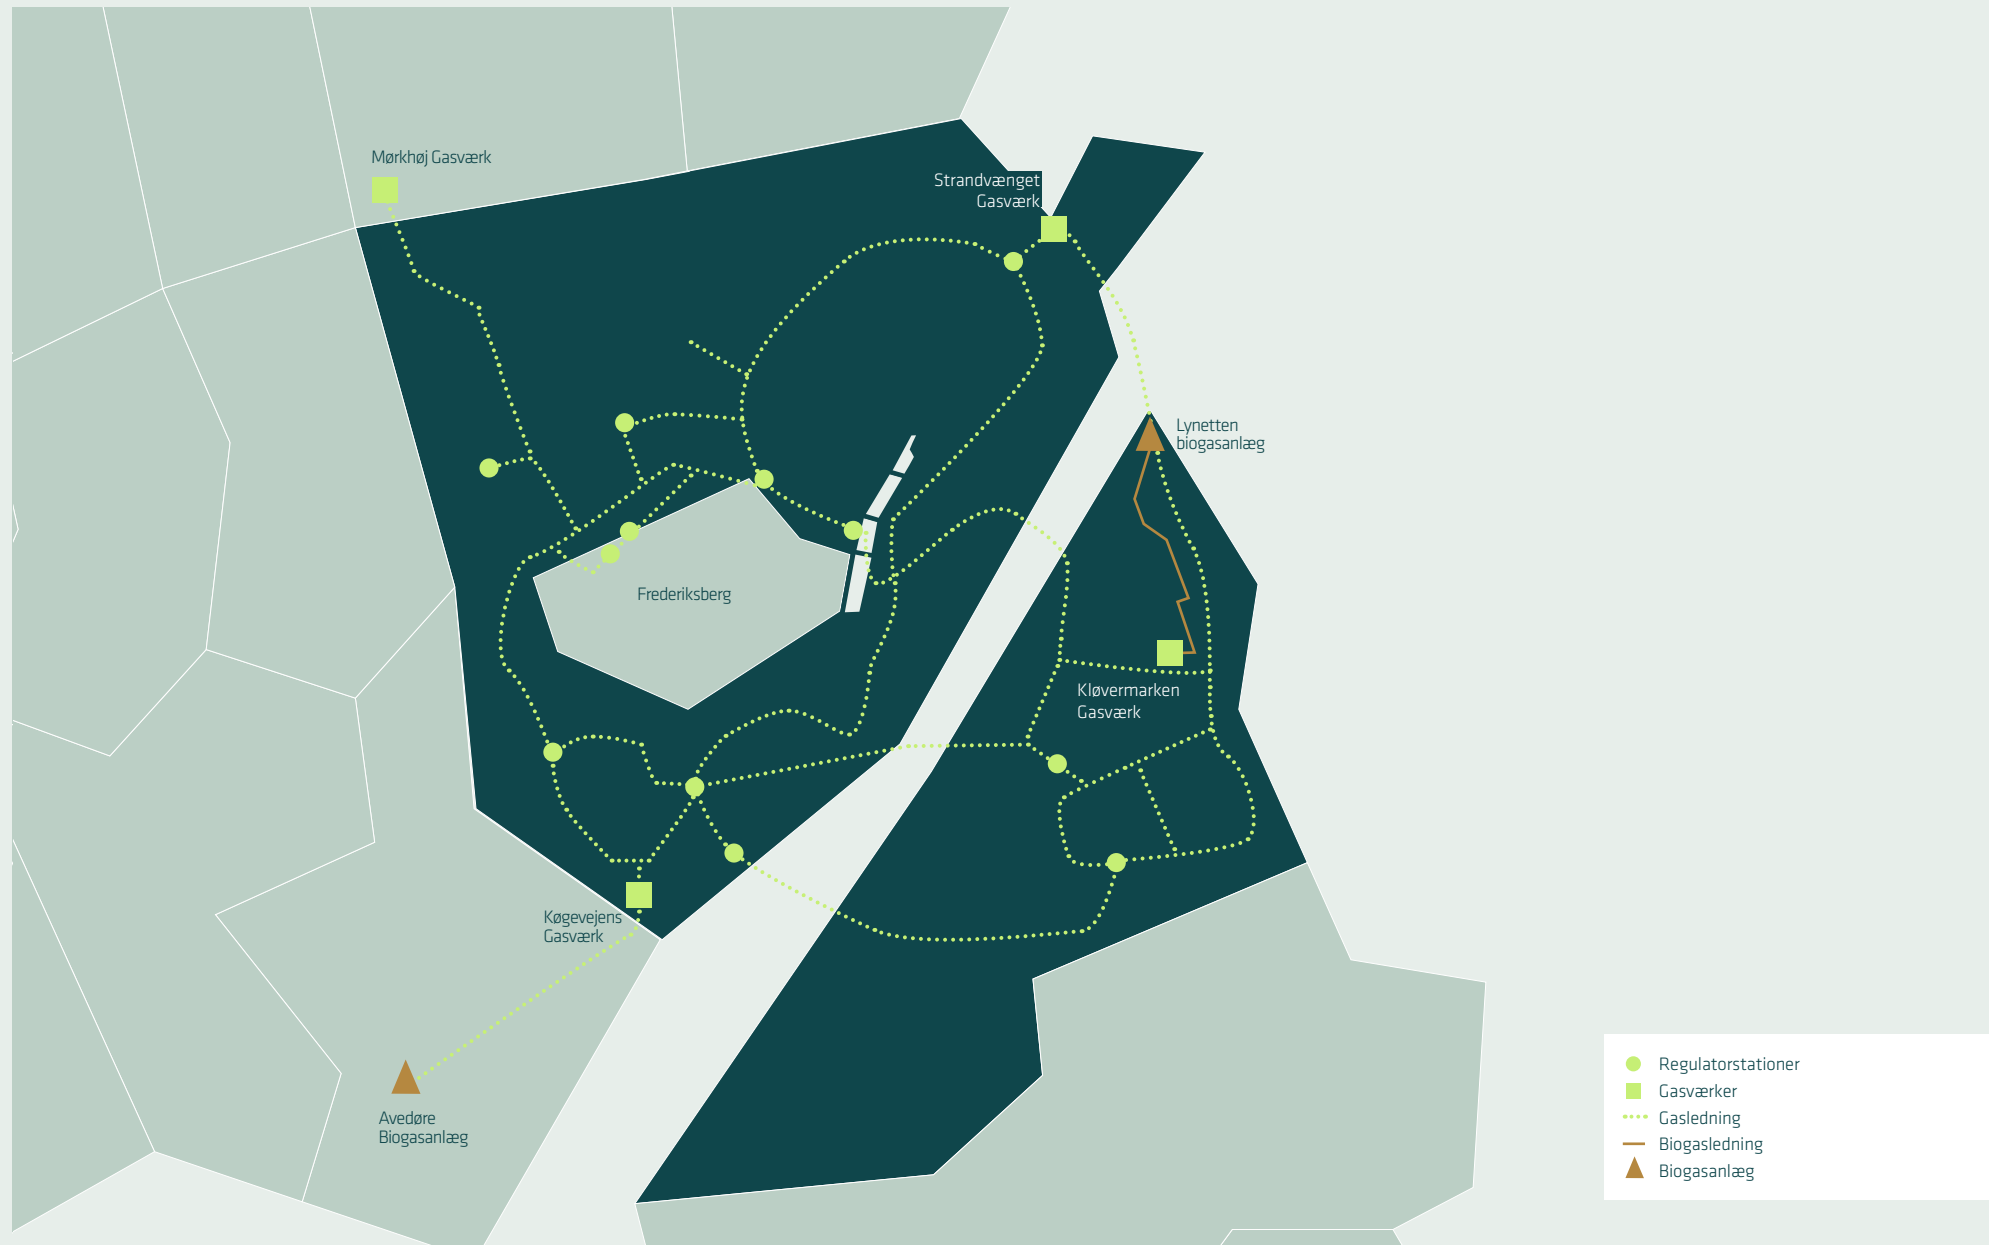 Mørkhøj Gasværk
Strandvænget
Gasværk
Lynetten
biogasanlæg
Frederiksberg
Kløvermarken
Gasværk
Køgevejens
Gasværk
Avedøre
Biogasanlæg
Regulatorstationer
Gasværker
Gasledning
Biogasledning
Biogasanlæg